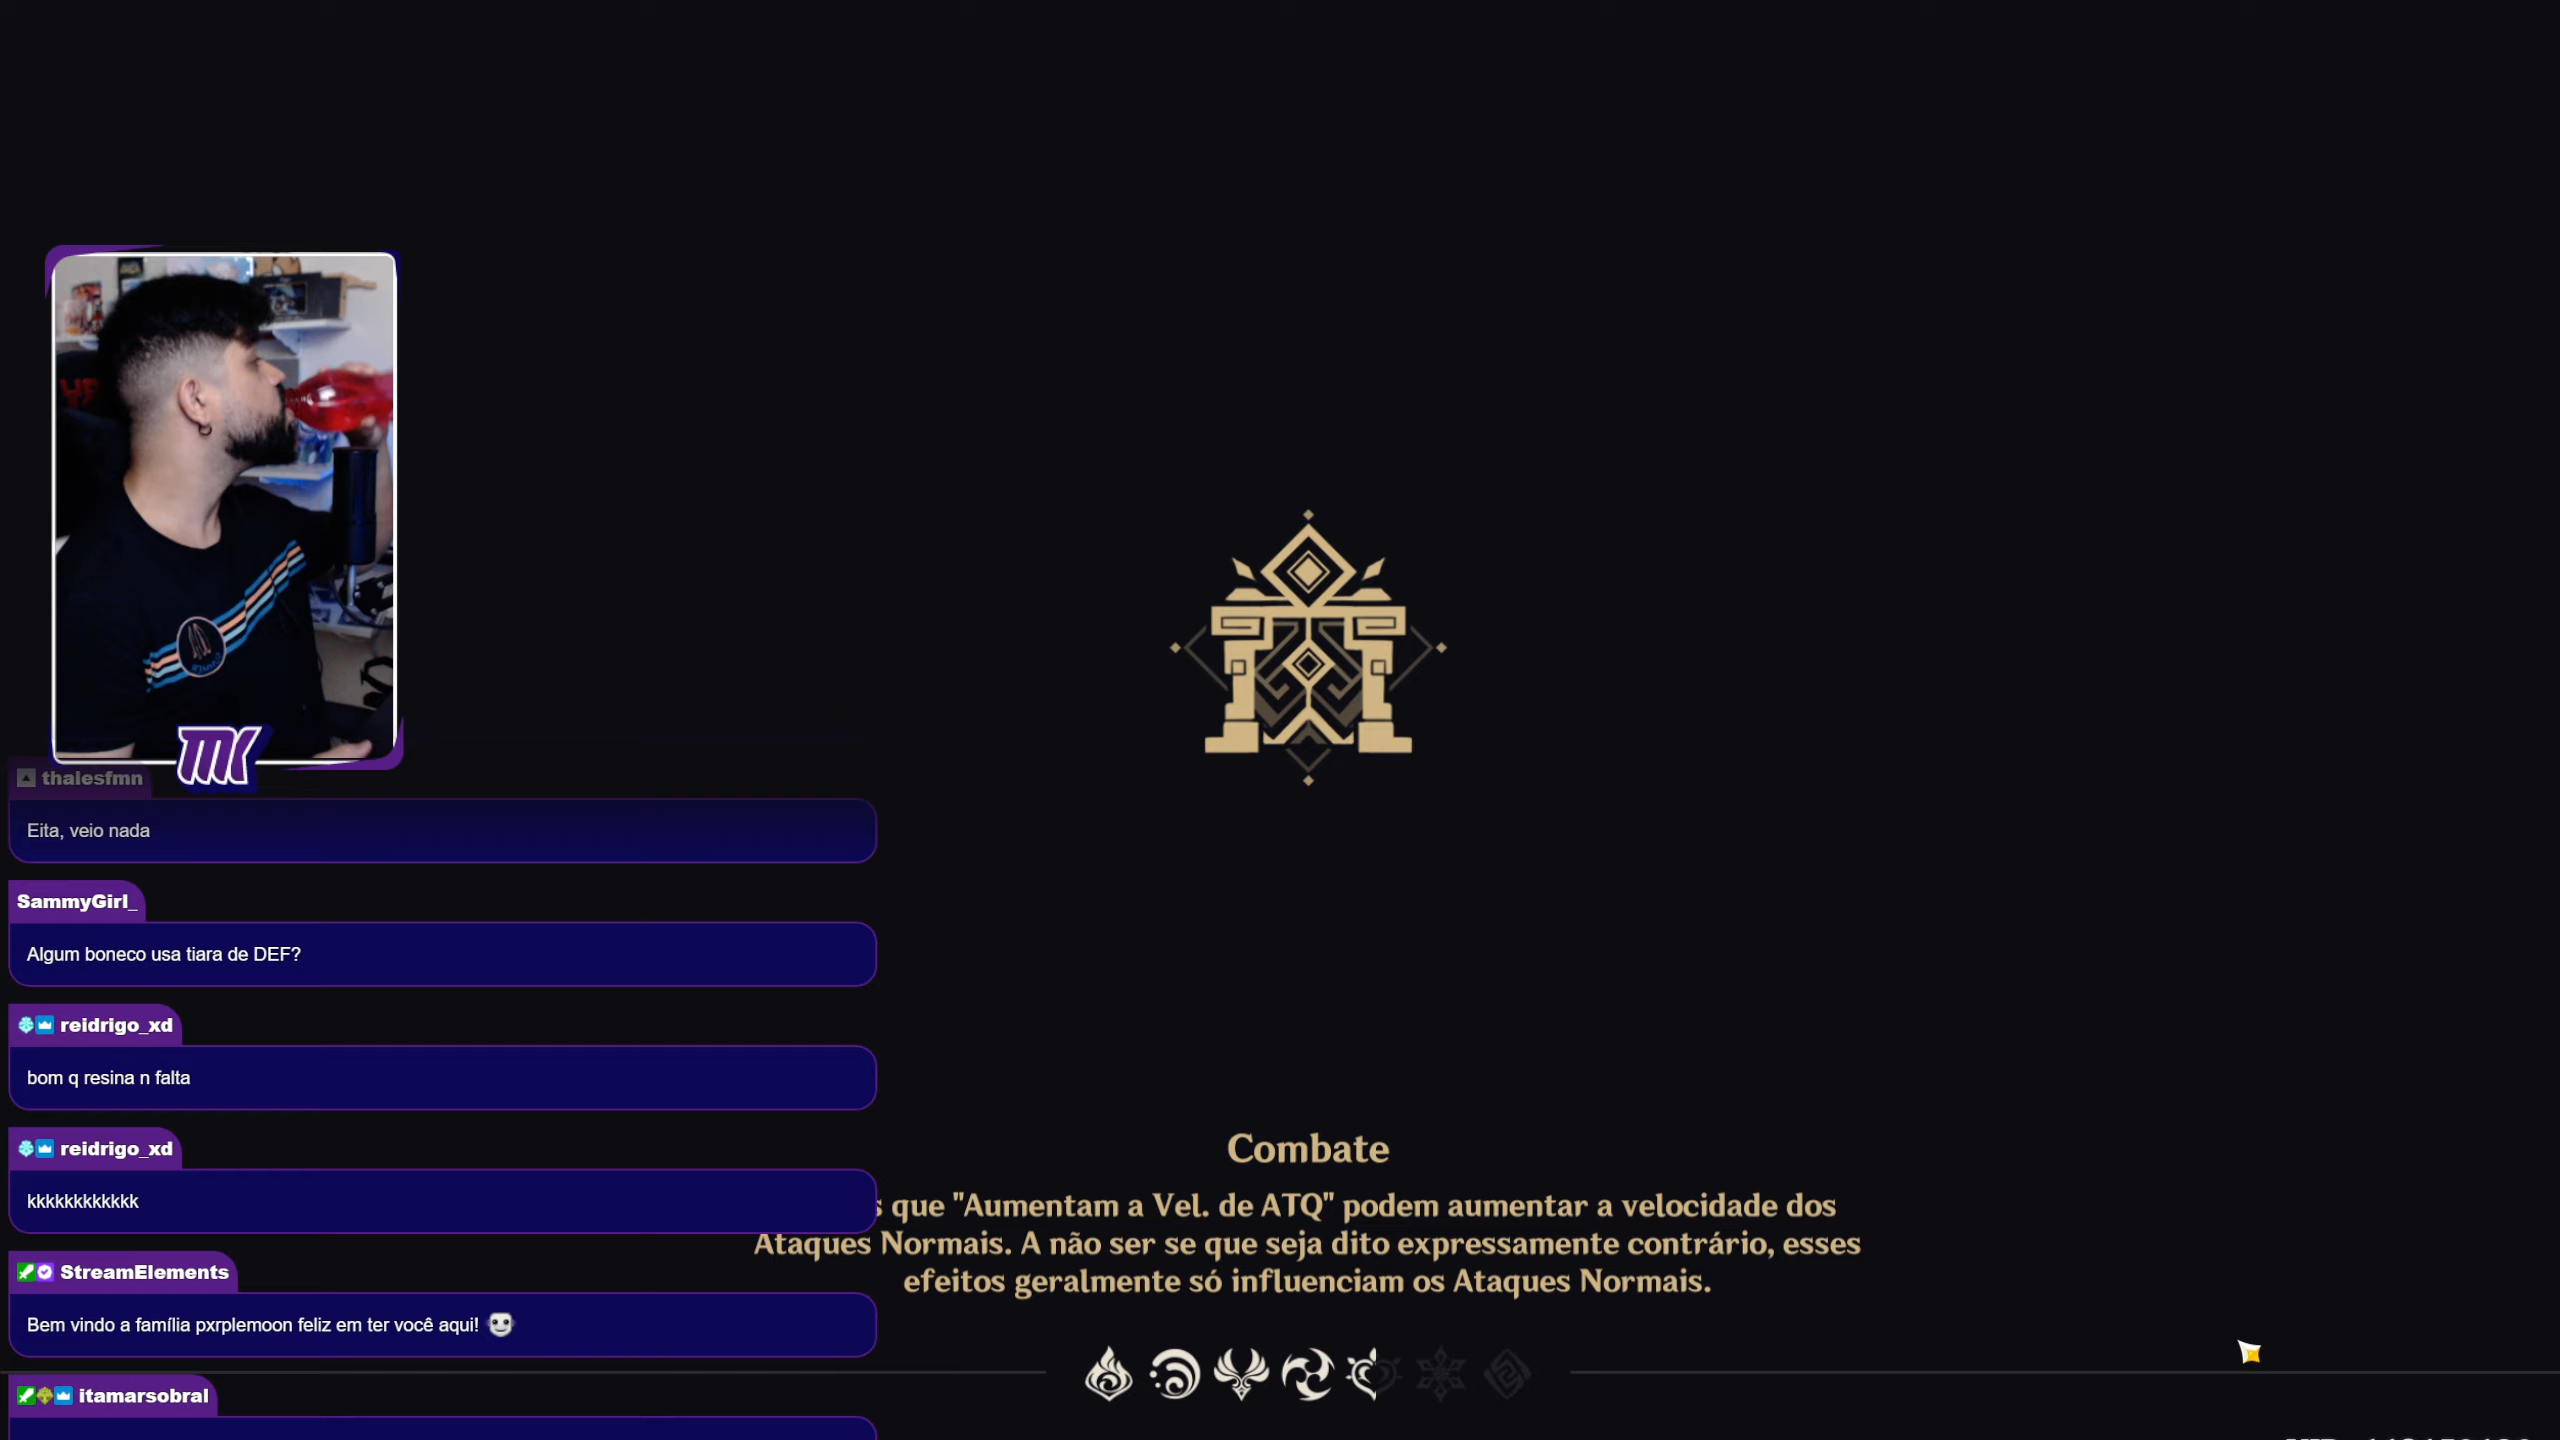 thalesfmn
Eita, veio nada
SammyGirl_
Algum boneco usa tiara de DEF?
reidrigo_xd
bom q resina n falta
reidrigo_xd
kkkkkkkkkkkk
StreamElements
Bem vindo a família pxrplemoon feliz em ter você aqui!
itamarsobral
Combate
que "Aumentam a Vel. de ATQ" podem aumentar a velocidade dos
Ataques Normais. A não ser se que seja dito expressamente contrário, esses
efeitos geralmente só influenciam os Ataques Normais.